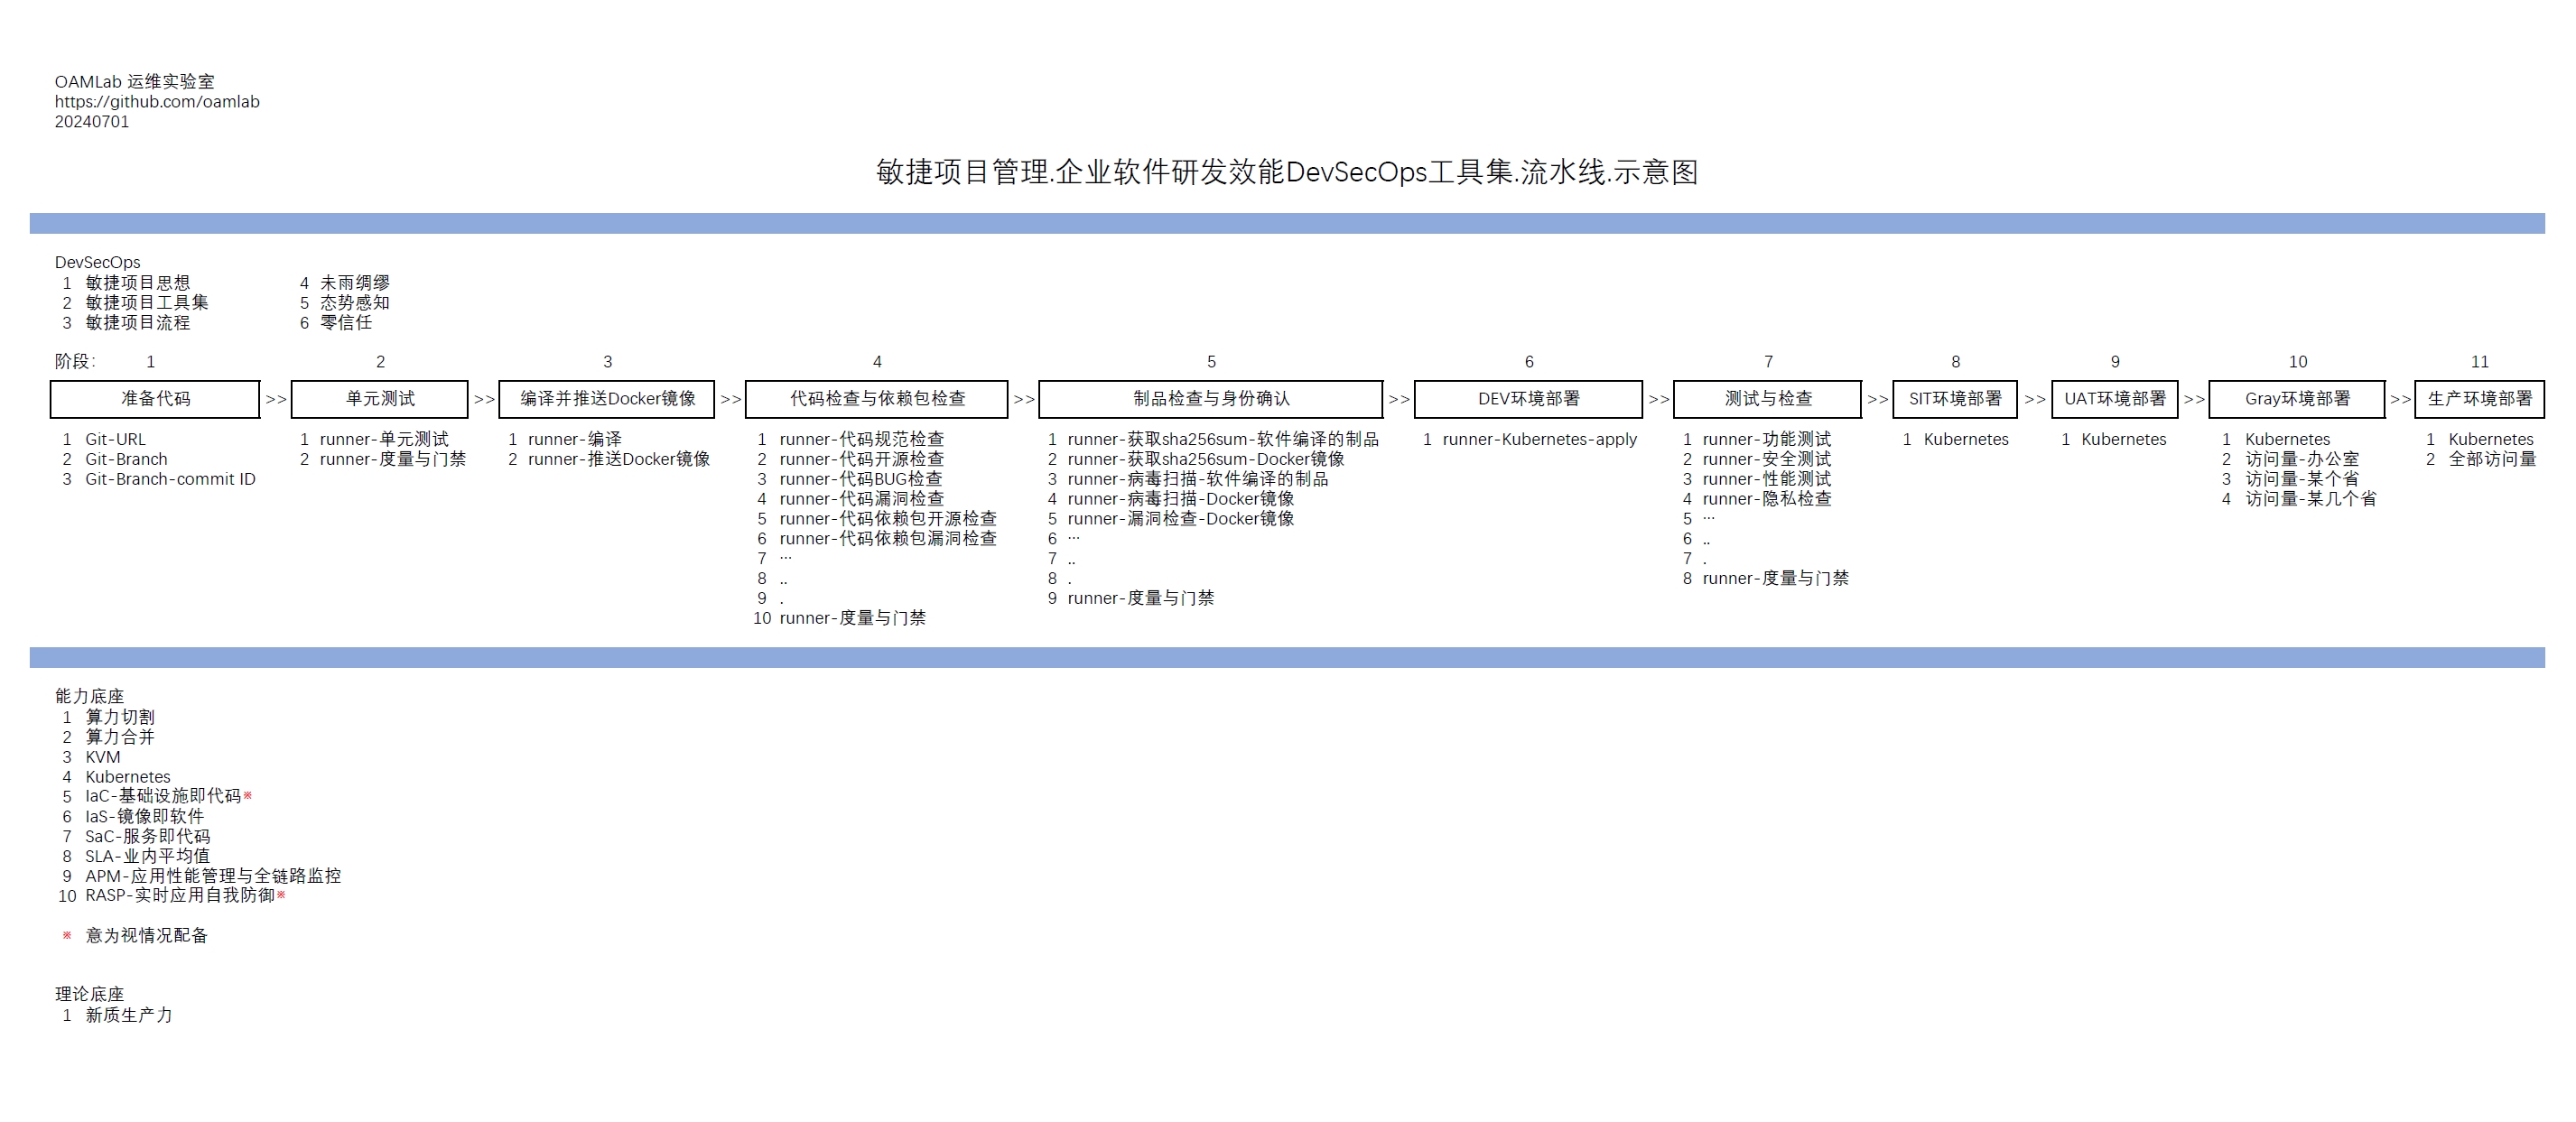 OAMLab 运维实验室
https://github.com/oamlab
20240701
敏捷项目管理.企业软件研发效能DevSecOps工具集.流水线.示意图
DevSecOps
1 敏捷项目思想
2 敏捷项目工具集
3 敏捷项目流程
4 未雨绸缪
5 态势感知
6 零信任
阶段: 1 2 3 4 5 6 7 8 9 10 11
准备代码 >> 单元测试 >> 编译并推送Docker镜像 >> 代码检查与依赖包检查 >> 制品检查与身份确认 >> DEV环境部署 >> 测试与检查 >> SIT环境部署 >> UAT环境部署 >> Gray环境部署 >> 生产环境部署
1 Git-URL
2 Git-Branch
3 Git-Branch-commit ID
1 runner-单元测试
2 runner-度量与门禁
1 runner-编译
2 runner-推送Docker镜像
1 runner-代码规范检查
2 runner-代码开源检查
3 runner-代码BUG检查
4 runner-代码漏洞检查
5 runner-代码依赖包开源检查
6 runner-代码依赖包漏洞检查
7 ...
8 ..
9 .
10 runner-度量与门禁
1 runner-获取sha256sum-软件编译的制品
2 runner-获取sha256sum-Docker镜像
3 runner-病毒扫描-软件编译的制品
4 runner-病毒扫描-Docker镜像
5 runner-漏洞检查-Docker镜像
6 ...
7 ..
8 .
9 runner-度量与门禁
1 runner-Kubernetes-apply
1 runner-功能测试
2 runner-安全测试
3 runner-性能测试
4 runner-隐私检查
5 ...
6 ..
7 .
8 runner-度量与门禁
1 Kubernetes
1 Kubernetes
1 Kubernetes
2 访问量-办公室
3 访问量-某个省
4 访问量-某几个省
1 Kubernetes
2 全部访问量
能力底座
1 算力切割
2 算力合并
3 KVM
4 Kubernetes
5 IaC-基础设施即代码※
6 IaS-镜像即软件
7 SaC-服务即代码
8 SLA-业内平均值
9 APM-应用性能管理与全链路监控
10 RASP-实时应用自我防御※
※ 意为视情况配备
理论底座
1 新质生产力